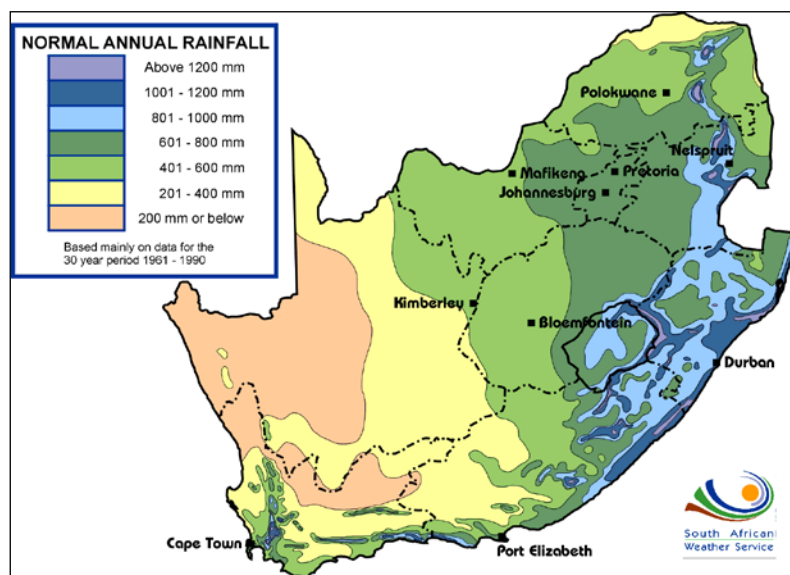 NORMAL ANNUAL RAINFALL
Above 1200 mm
1001 - 1200 mm
801 - 1000 mm
601 - 800 mm
401 - 600 mm
201 - 400 mm
200 mm or below
Based mainly on data for the
30 year period 1961 - 1990
Polokwane
Nelspruit
Mafikeng
Pretoria
Johannesburg
Kimberley
Bloemfontein
Durban
Cape Town
Port Elizabeth
South African
Weather Service